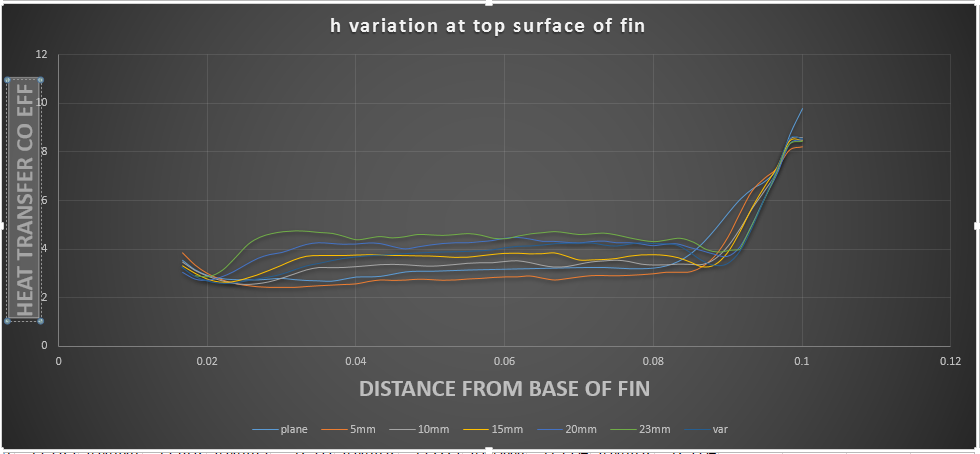 h variation at top surface of fin
HEAT TRANSFER CO EFF
12
10
8
6
4
2
0
0 0.02 0.04 0.06 0.08 0.1 0.12
DISTANCE FROM BASE OF FIN
plane 5mm 10mm 15mm 20mm 23mm var